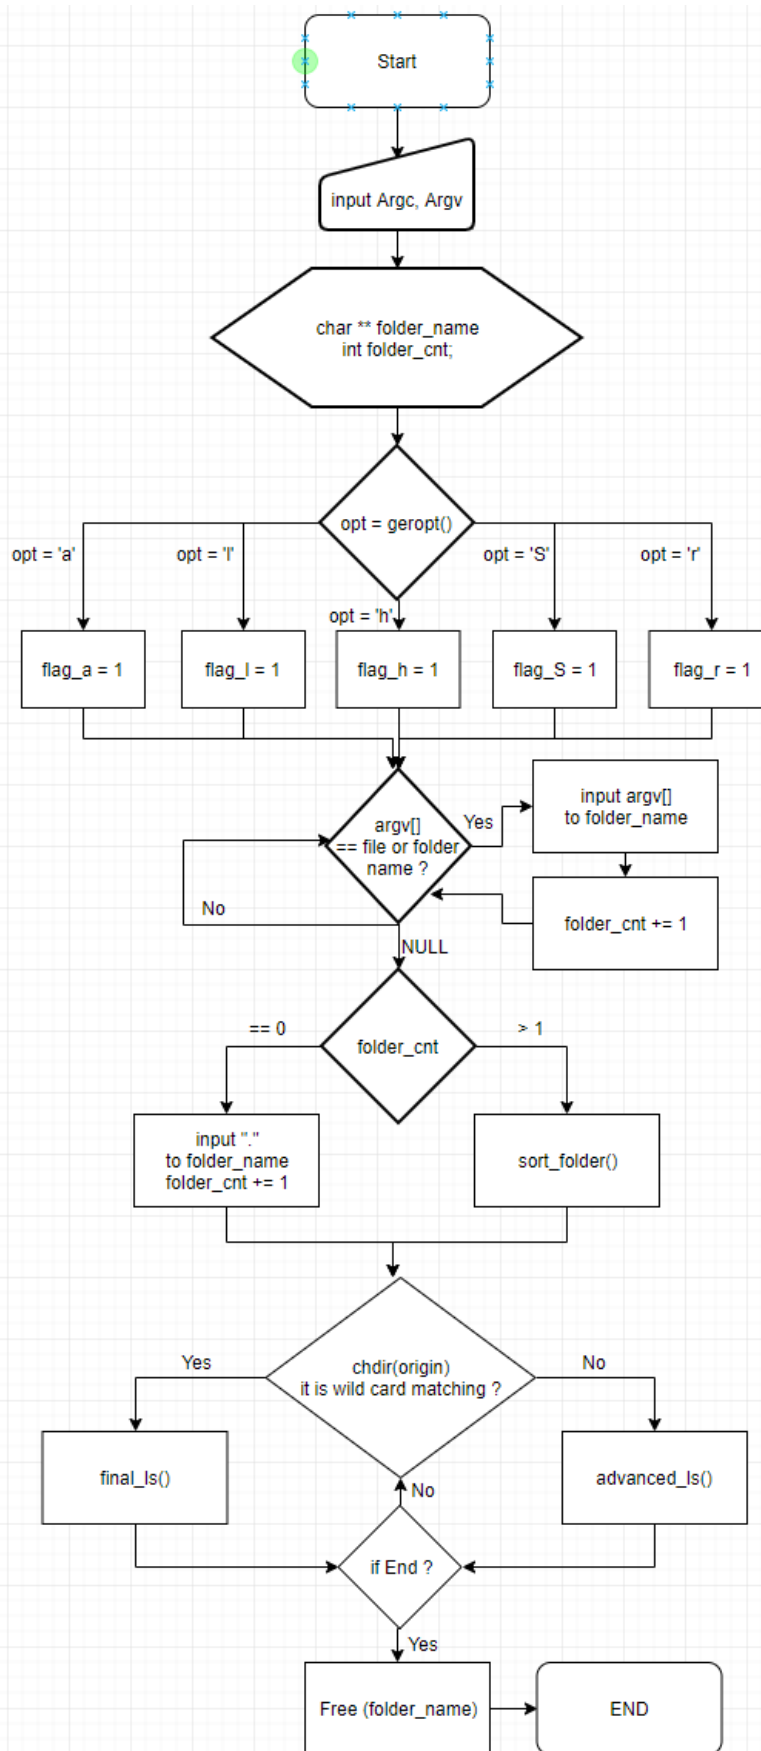 Start
input Argc, Argv
char ** folder_name
int folder_cnt;
opt = geropt()
opt = 'a'
opt = 'l'
opt = 'S'
opt = 'r'
opt = 'h'
flag_a = 1
flag_l = 1
flag_h = 1
flag_S = 1
flag_r = 1
argv[]
== file or folder
name ?
Yes
input argv[]
to folder_name
No
folder_cnt += 1
NULL
== 0
> 1
folder_cnt
input "."
to folder_name
folder_cnt += 1
sort_folder()
Yes
No
chdir(origin)
it is wild card matching ?
final_ls()
advanced_ls()
No
if End ?
Yes
Free (folder_name)
END